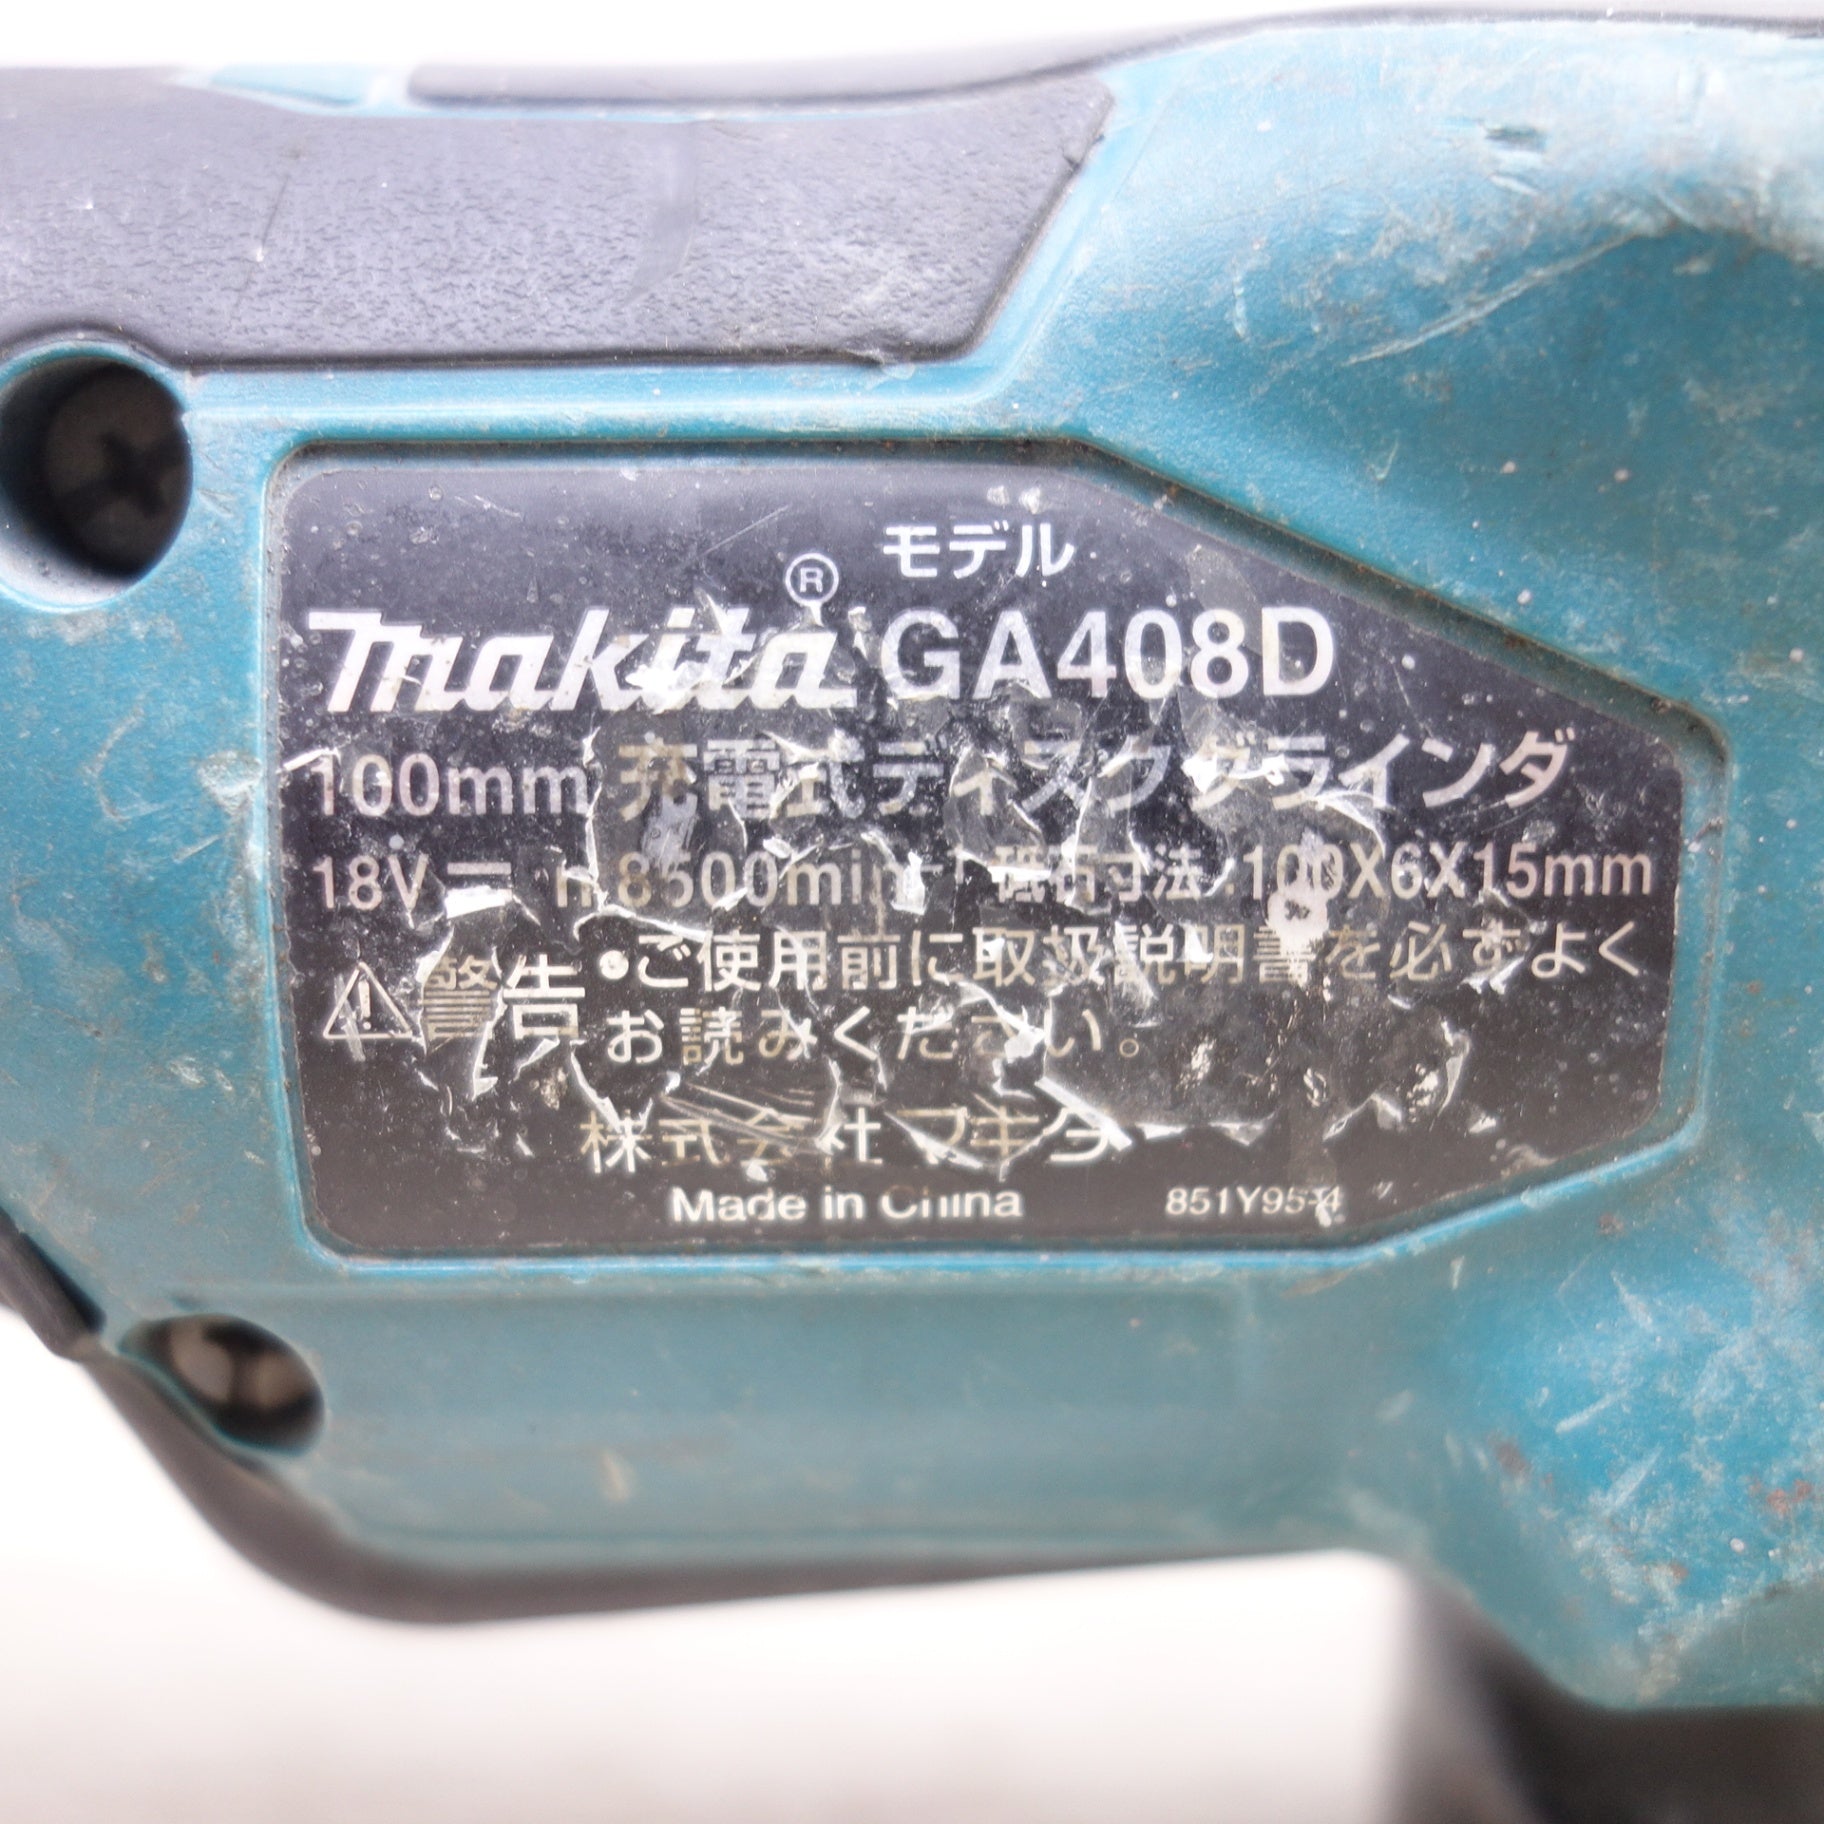 モデル
makita® GA408D
100mm 充電式ディスクグラインダ
18V⎓ n 8500min-1 砥石寸法:100X6X15mm
⚠警告 •ご使用前に取扱説明書を必ずよく
お読みください。
株式会社マキタ
Made in China 851Y95-4